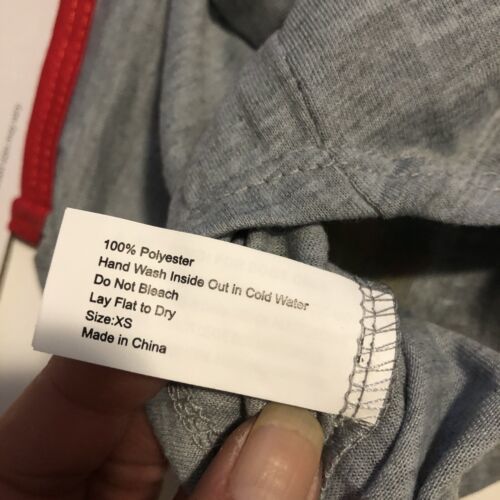 100% Polyester
Hand Wash Inside Out in Cold Water
Do Not Bleach
Lay Flat to Dry
Size:XS
Made in China